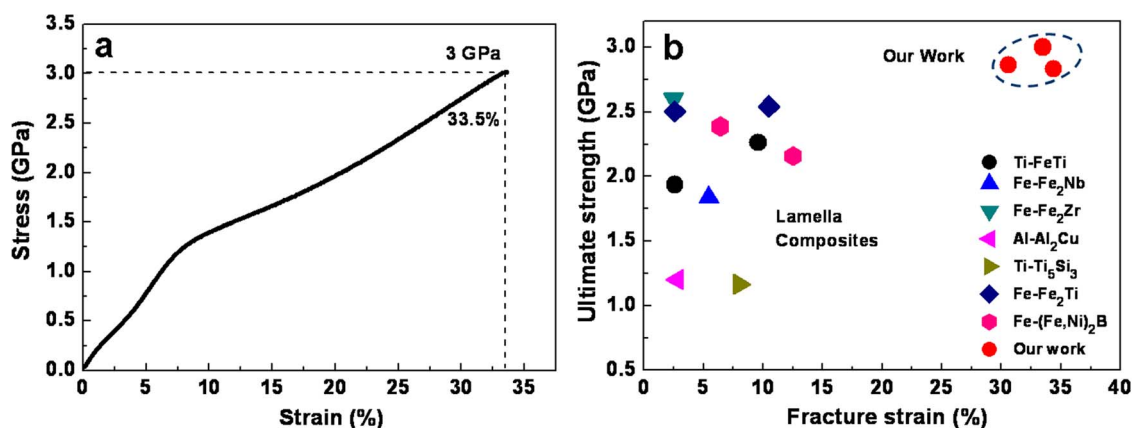 a
3.5
3.0
2.5
2.0
1.5
1.0
0.5
0.0
Stress (GPa)
3 GPa
33.5%
0 5 10 15 20 25 30 35
Strain (%)
b
3.0
2.5
2.0
1.5
1.0
0.5
Ultimate strength (GPa)
Our Work
Lamella
Composites
Ti-FeTi
Fe-Fe₂Nb
Fe-Fe₂Zr
Al-Al₂Cu
Ti-Ti₅Si₃
Fe-Fe₂Ti
Fe-(Fe,Ni)₂B
Our work
0 5 10 15 20 25 30 35 40
Fracture strain (%)